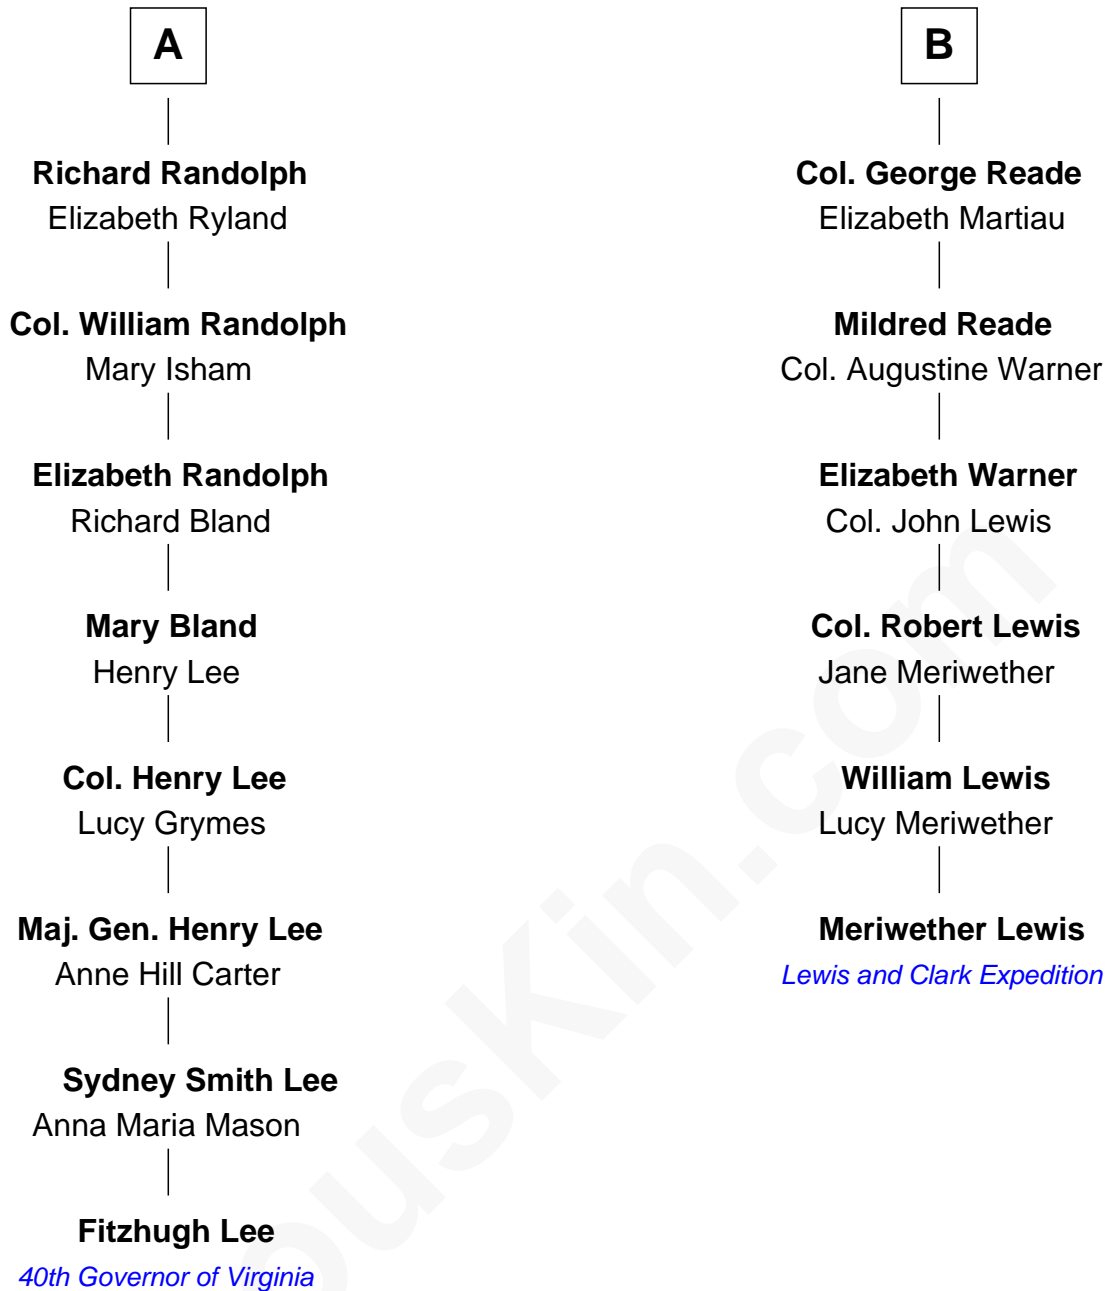 A
Richard Randolph
Elizabeth Ryland
Col. William Randolph
Mary Isham
Elizabeth Randolph
Richard Bland
Mary Bland
Henry Lee
Col. Henry Lee
Lucy Grymes
Maj. Gen. Henry Lee
Anne Hill Carter
Sydney Smith Lee
Anna Maria Mason
Fitzhugh Lee
40th Governor of Virginia
B
Col. George Reade
Elizabeth Martiau
Mildred Reade
Col. Augustine Warner
Elizabeth Warner
Col. John Lewis
Col. Robert Lewis
Jane Meriwether
William Lewis
Lucy Meriwether
Meriwether Lewis
Lewis and Clark Expedition
ousKin.com